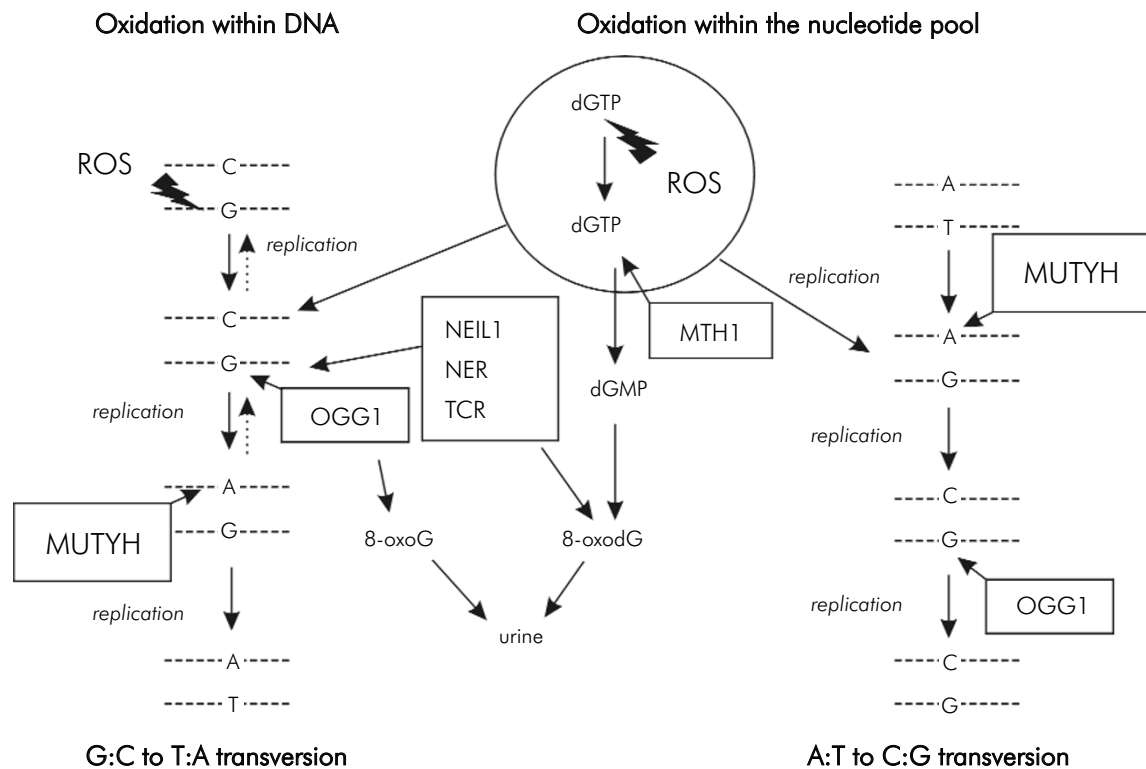 Oxidation within DNA
Oxidation within the nucleotide pool
dGTP
ROS
dGTP
ROS
C
G
replication
C
G
replication
OGG1
NEIL1
NER
TCR
MTH1
dGMP
MUTYH
A
G
8-oxoG
8-oxodG
replication
urine
A
T
G:C to T:A transversion
A
T
replication
MUTYH
A
G
replication
C
G
replication
OGG1
C
G
A:T to C:G transversion